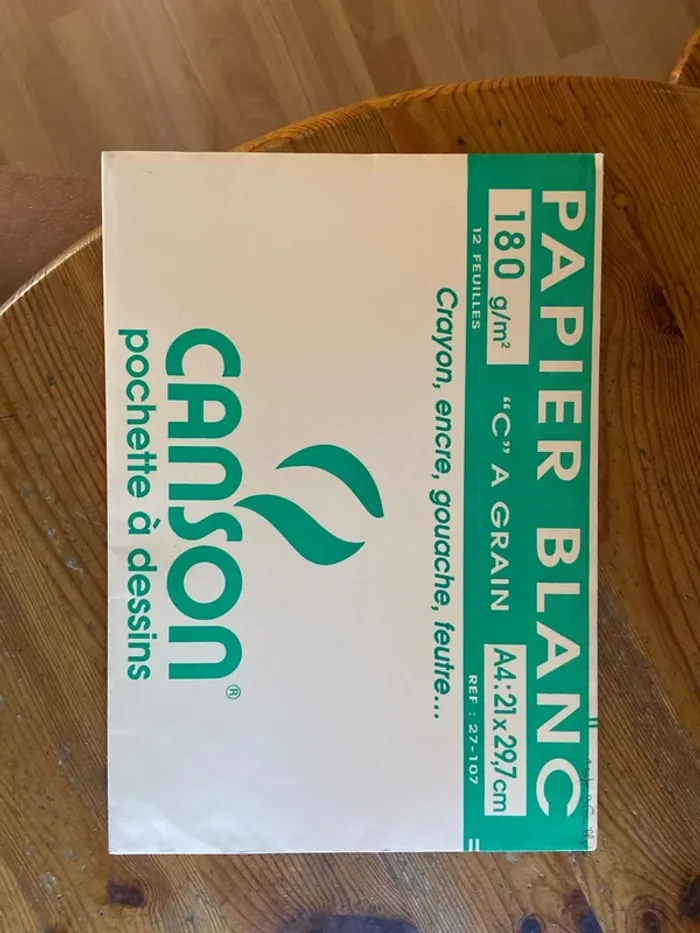 PAPIER BLANC
180 g/m² "C" A GRAIN A4: 21 x 29,7 cm
12 FEUILLES REF : 27-107
Crayon, encre, gouache, feutre...
CANSON®
pochette à dessins